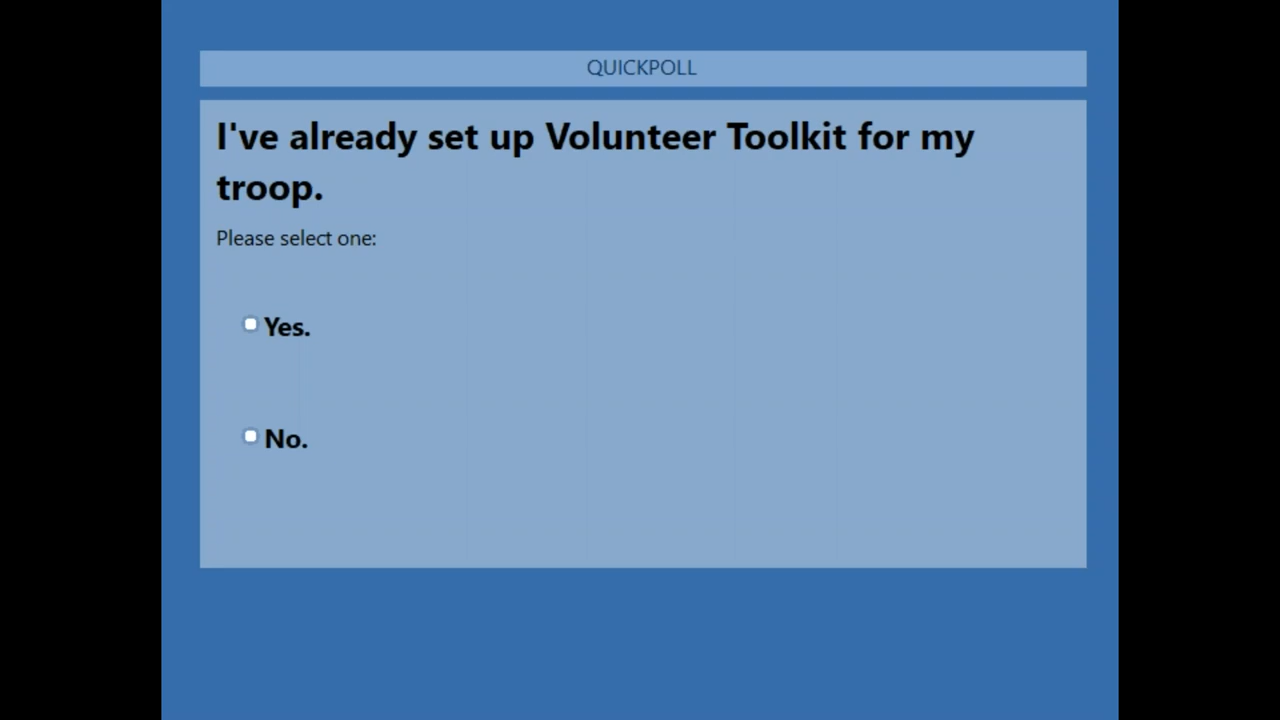 QUICKPOLL
I've already set up Volunteer Toolkit for my
troop.
Please select one:
Yes.
No.